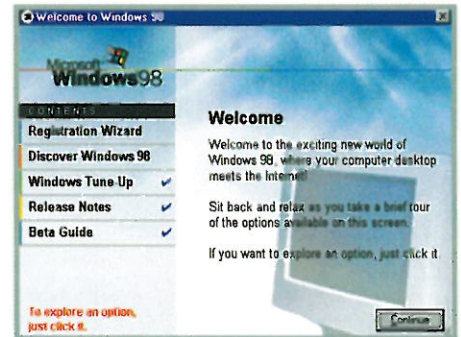 Welcome to Windows 98
Microsoft
Windows98
CONTENTS
Registration Wizard
Discover Windows 98
Windows Tune-Up
Release Notes
Beta Guide
To explore an option,
just click it.
Welcome
Welcome to the exciting new world of
Windows 98, where your computer desktop
meets the Internet!
Sit back and relax as you take a brief tour
of the options available on this screen.
If you want to explore an option, just click it.
Continue